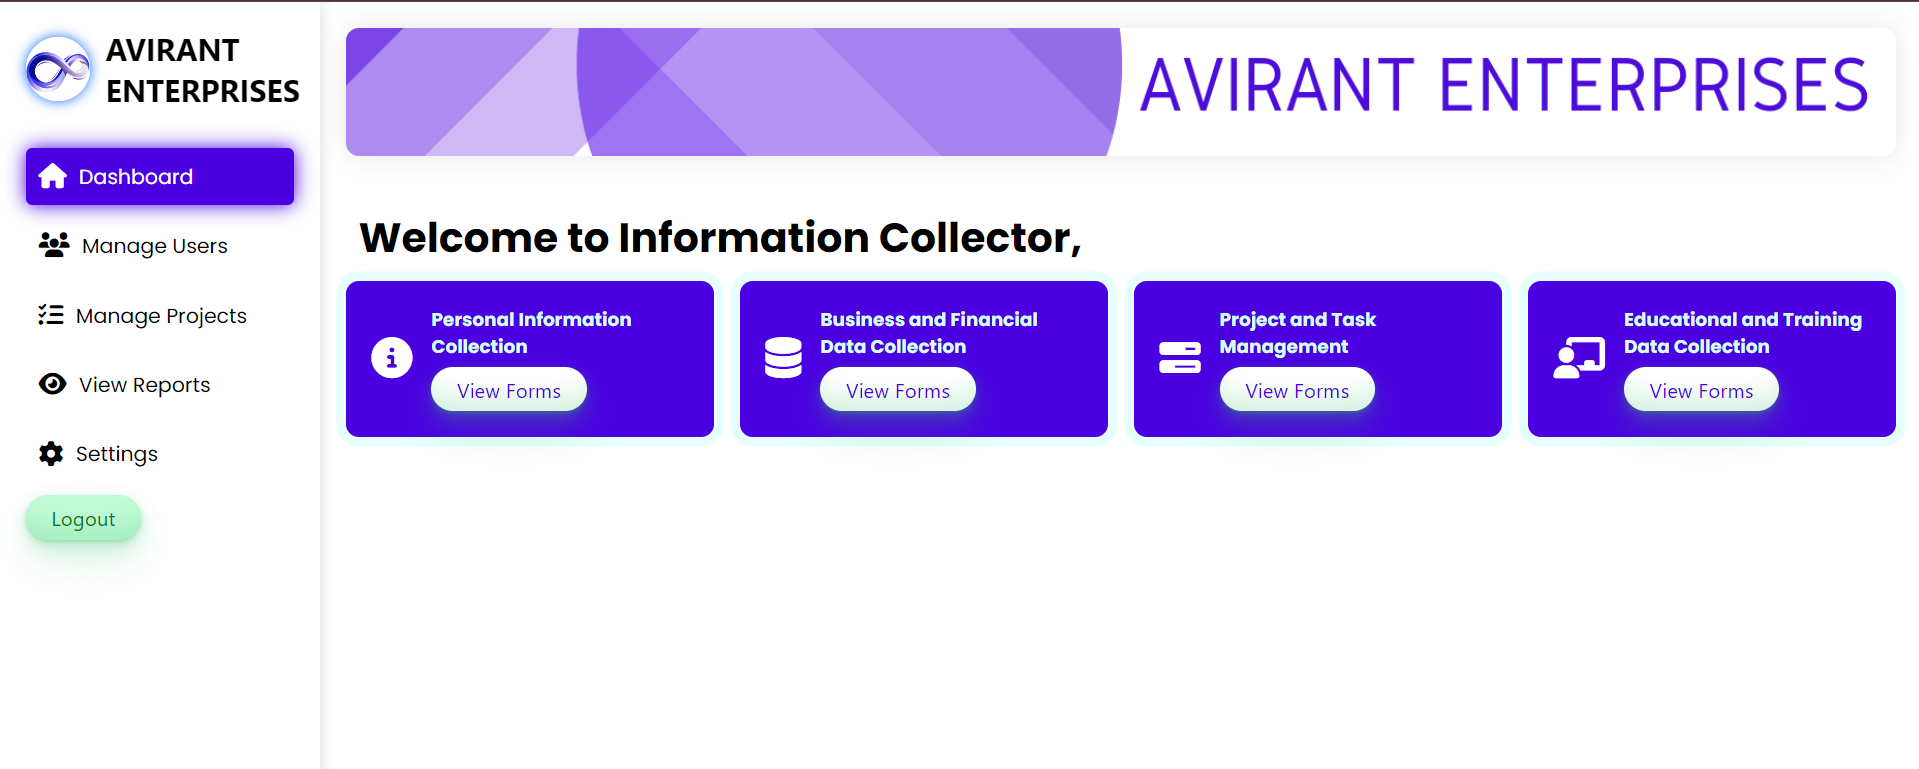 AVIRANT
ENTERPRISES
Dashboard
Manage Users
Manage Projects
View Reports
Settings
Logout
AVIRANT ENTERPRISES
Welcome to Information Collector,
Personal Information
Collection
View Forms
Business and Financial
Data Collection
View Forms
Project and Task
Management
View Forms
Educational and Training
Data Collection
View Forms